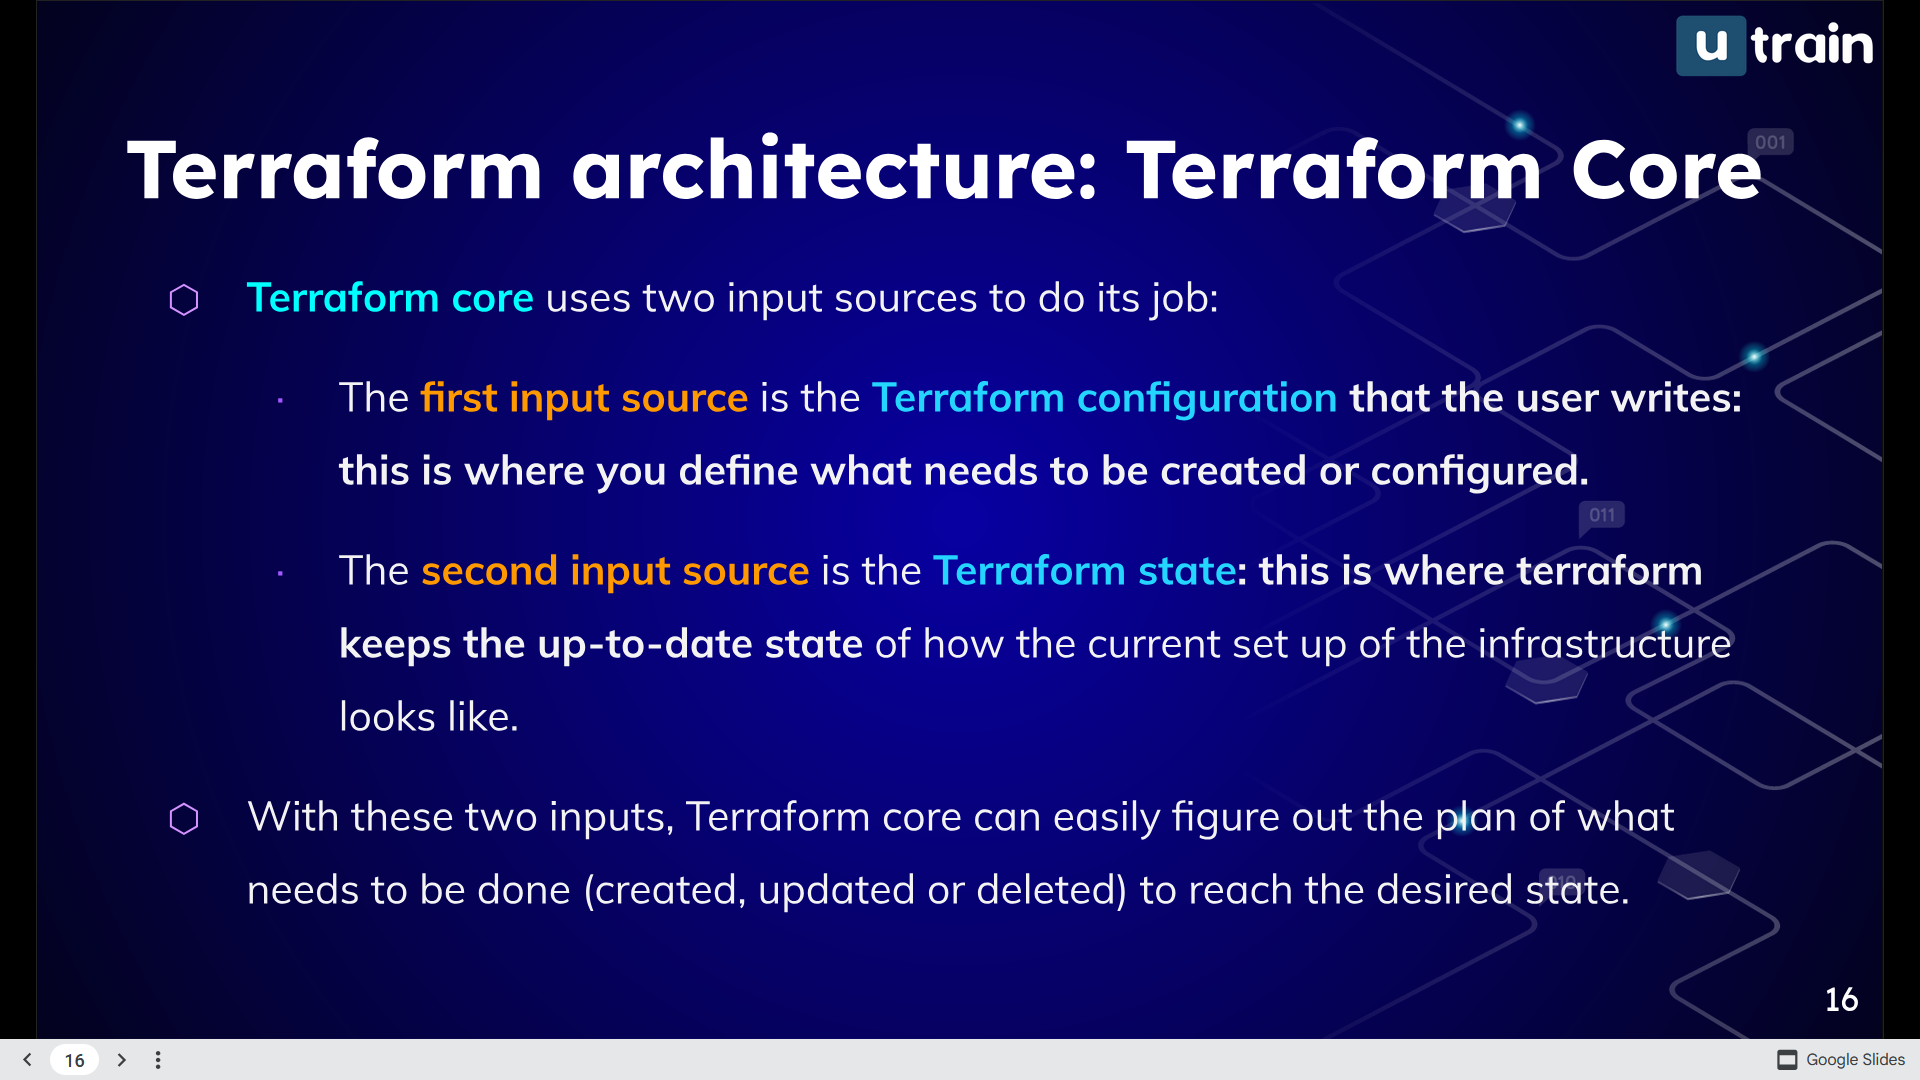 u train
001
Terraform architecture: Terraform Core
Terraform core uses two input sources to do its job:
The first input source is the Terraform configuration that the user writes:
this is where you define what needs to be created or configured.
011
The second input source is the Terraform state: this is where terraform
keeps the up-to-date state of how the current set up of the infrastructure
looks like.
With these two inputs, Terraform core can easily figure out the plan of what
needs to be done (created, updated or deleted) to reach the desired state.
16
16
Google Slides